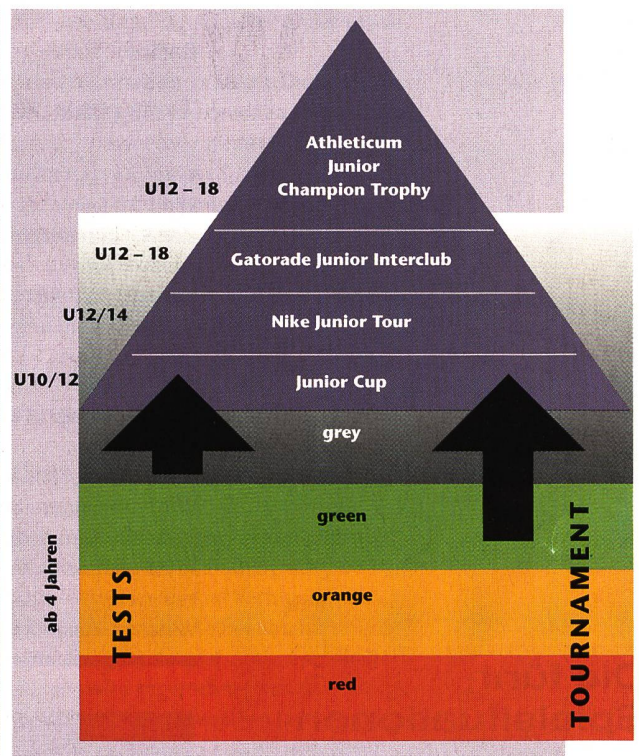 Athleticum
Junior
Champion Trophy
U12 – 18
U12 – 18
Gatorade Junior Interclub
U12/14
Nike Junior Tour
U10/12
Junior Cup
grey
green
orange
red
ab 4 Jahren
TESTS
TOURNAMENT